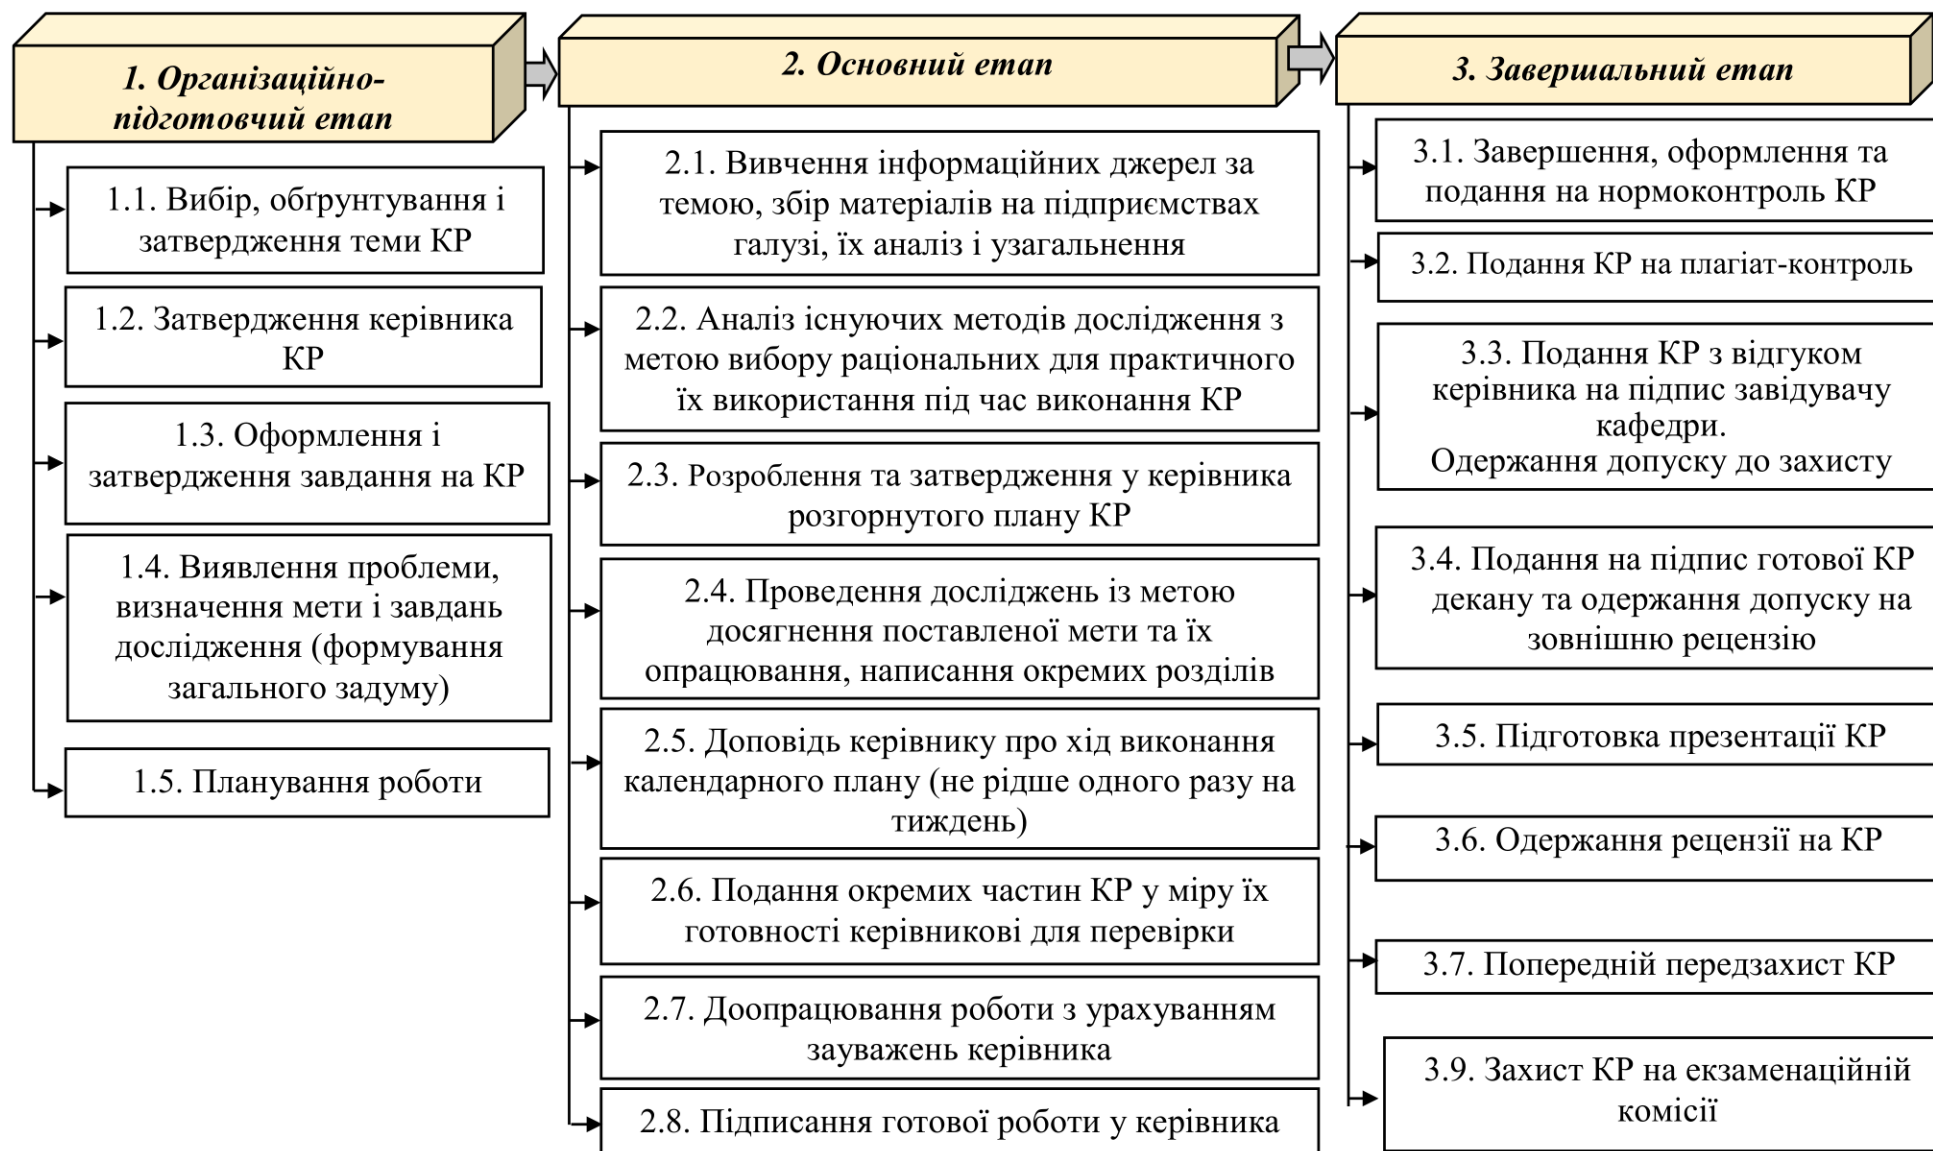 1. Організаційно-
підготовчий етап
1.1. Вибір, обґрунтування і
затвердження теми КР
1.2. Затвердження керівника
КР
1.3. Оформлення і
затвердження завдання на КР
1.4. Виявлення проблеми,
визначення мети і завдань
дослідження (формування
загального задуму)
1.5. Планування роботи
2. Основний етап
2.1. Вивчення інформаційних джерел за
темою, збір матеріалів на підприємствах
галузі, їх аналіз і узагальнення
2.2. Аналіз існуючих методів дослідження з
метою вибору раціональних для практичного
їх використання під час виконання КР
2.3. Розроблення та затвердження у керівника
розгорнутого плану КР
2.4. Проведення досліджень із метою
досягнення поставленої мети та їх
опрацювання, написання окремих розділів
2.5. Доповідь керівнику про хід виконання
календарного плану (не рідше одного разу на
тиждень)
2.6. Подання окремих частин КР у міру їх
готовності керівникові для перевірки
2.7. Доопрацювання роботи з урахуванням
зауважень керівника
2.8. Підписання готової роботи у керівника
3. Завершальний етап
3.1. Завершення, оформлення та
подання на нормоконтроль КР
3.2. Подання КР на плагіат-контроль
3.3. Подання КР з відгуком
керівника на підпис завідувачу
кафедри.
Одержання допуску до захисту
3.4. Подання на підпис готової КР
декану та одержання допуску на
зовнішню рецензію
3.5. Підготовка презентації КР
3.6. Одержання рецензії на КР
3.7. Попередній передзахист КР
3.9. Захист КР на екзаменаційній
комісії